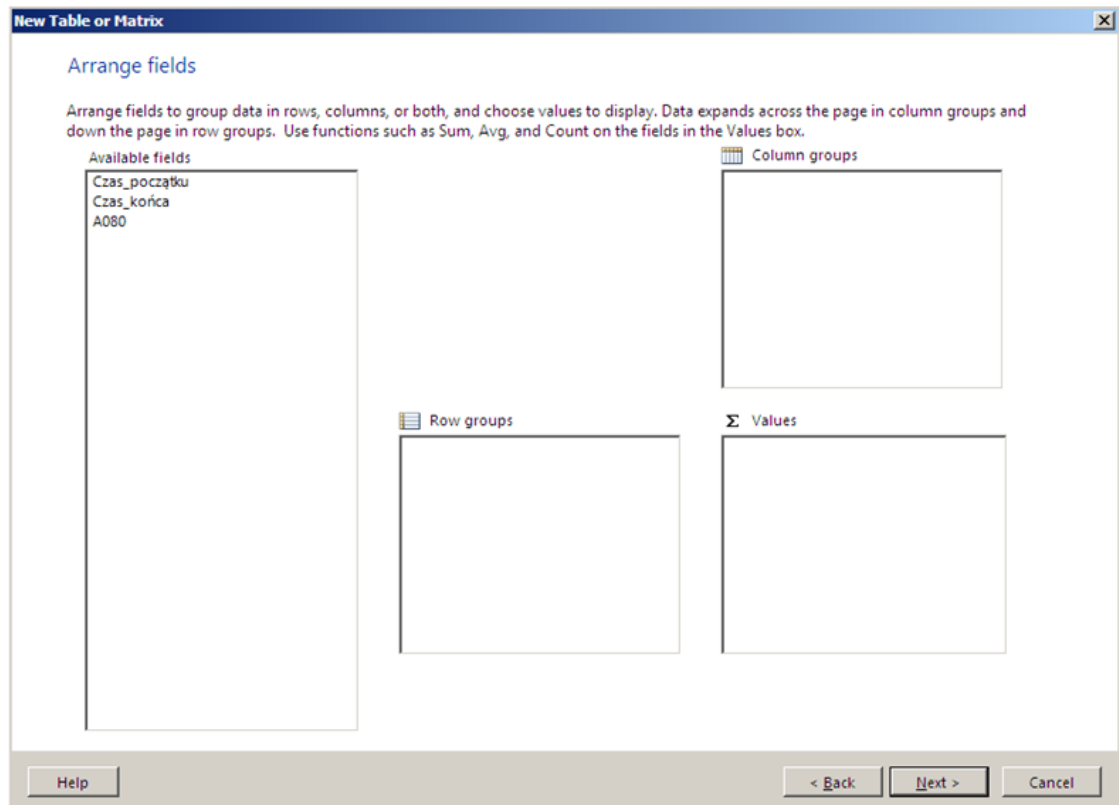 New Table or Matrix
Arrange fields
Arrange fields to group data in rows, columns, or both, and choose values to display. Data expands across the page in column groups and
down the page in row groups.  Use functions such as Sum, Avg, and Count on the fields in the Values box.
Available fields
Czas_początku
Czas_końca
A080
Column groups
Row groups
Σ Values
Help
< Back
Next >
Cancel